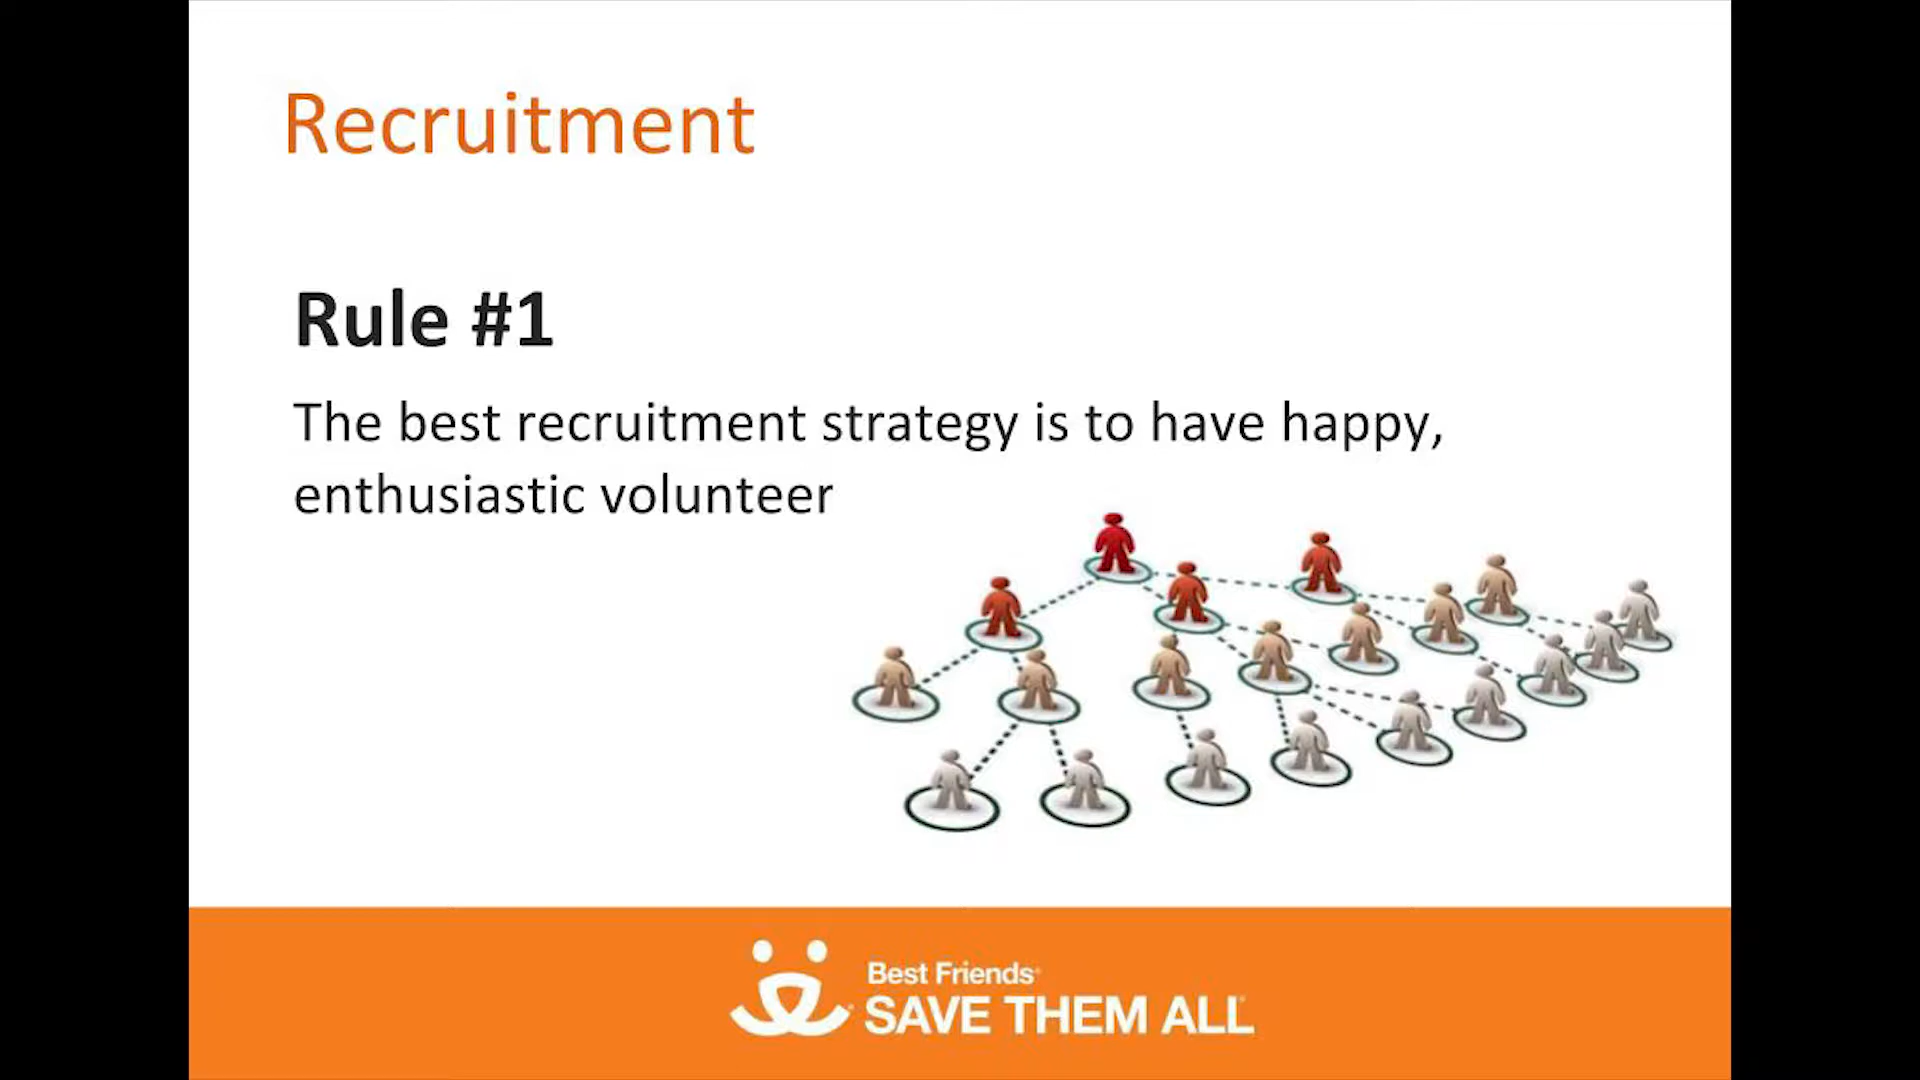 Recruitment
Rule #1
The best recruitment strategy is to have happy,
enthusiastic volunteer
Best Friends®
SAVE THEM ALL®